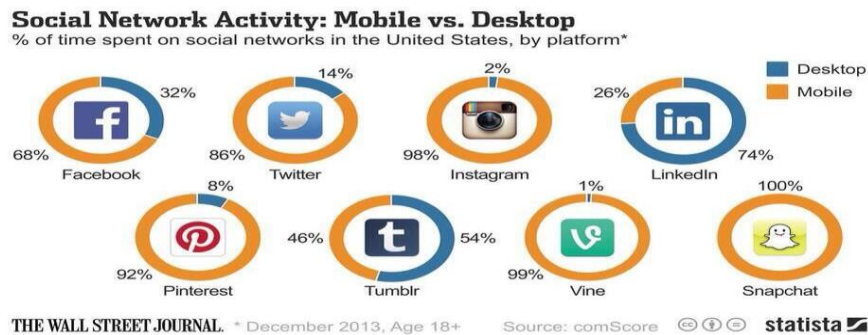 Social Network Activity: Mobile vs. Desktop
% of time spent on social networks in the United States, by platform*
Desktop
Mobile
32%
68%
f
Facebook
14%
86%
Twitter
2%
98%
Instagram
26%
74%
in
LinkedIn
8%
92%
Pinterest
46%
54%
t
Tumblr
1%
99%
Vine
100%
Snapchat
THE WALL STREET JOURNAL. * December 2013, Age 18+ Source: comScore statista